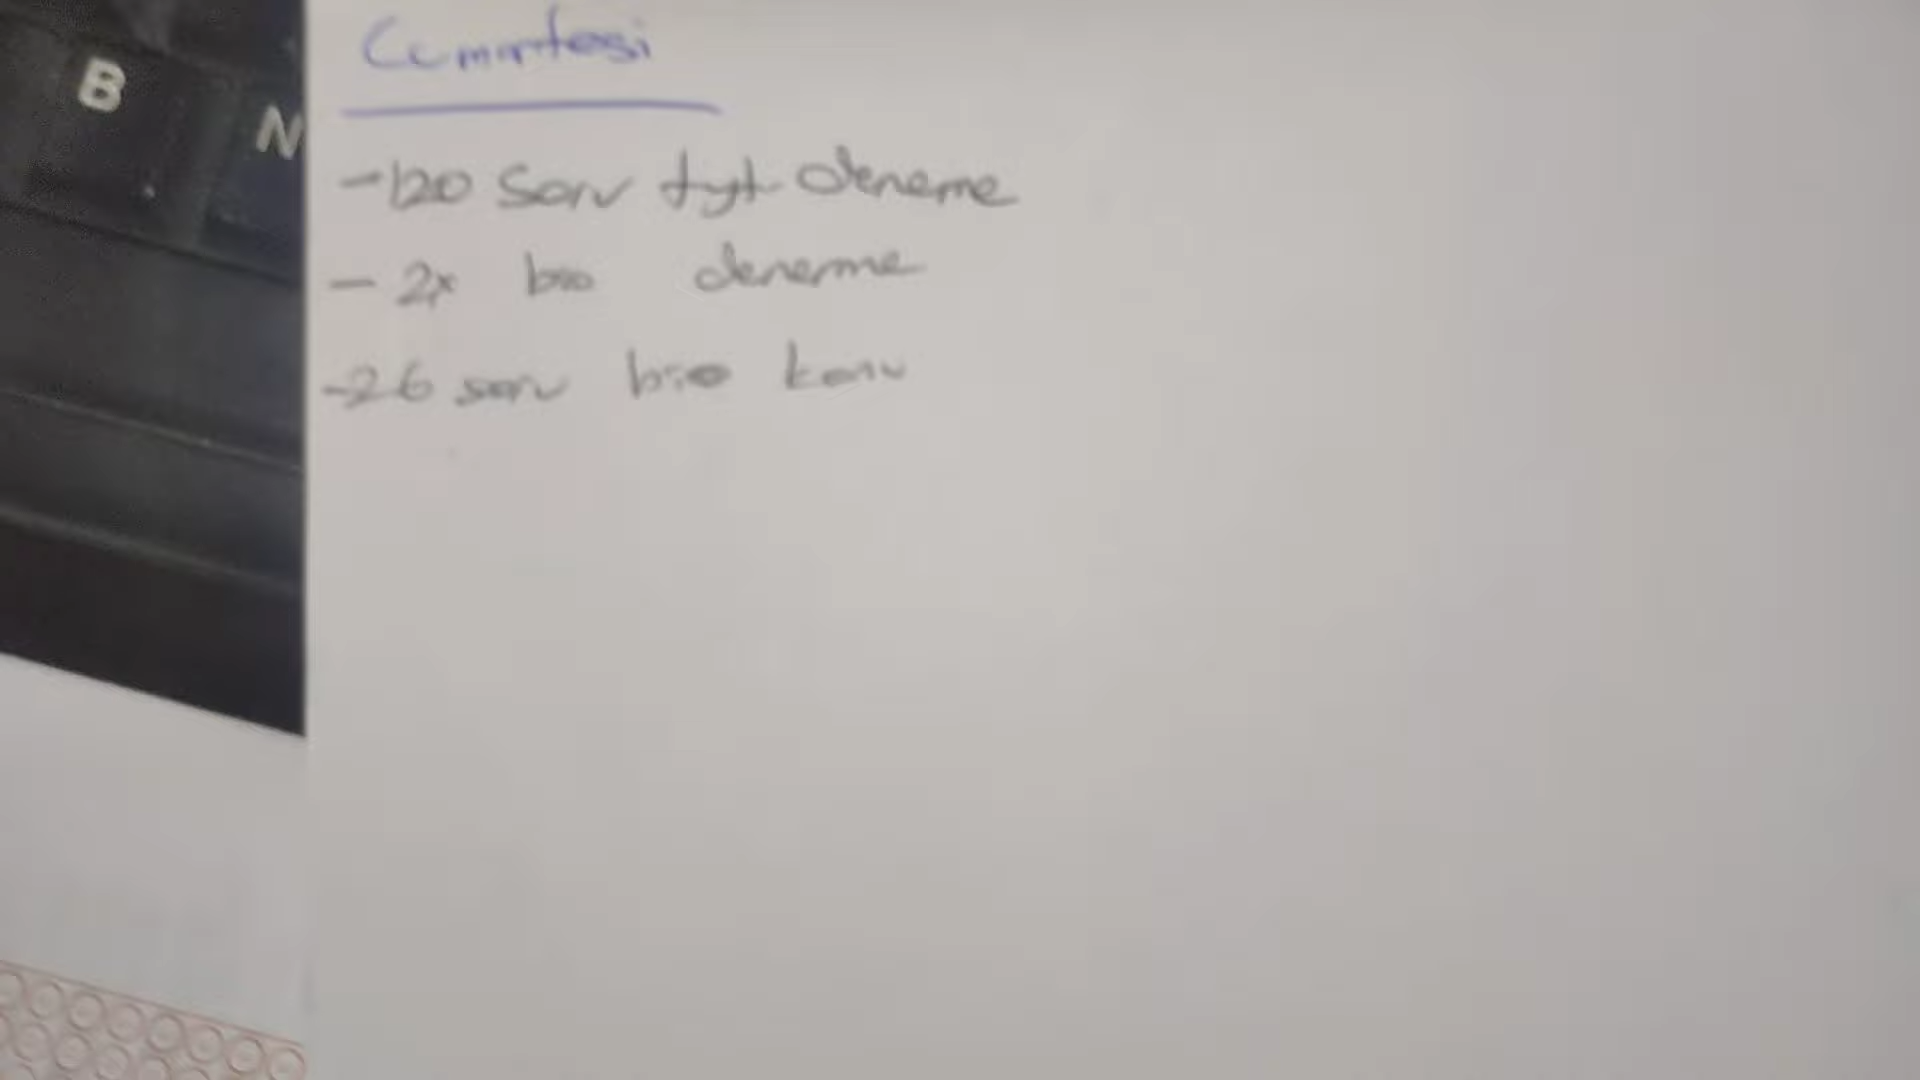 B
N
Cumartesi
-120 soru tyt deneme
- 2x bio deneme
-26 soru bio konu